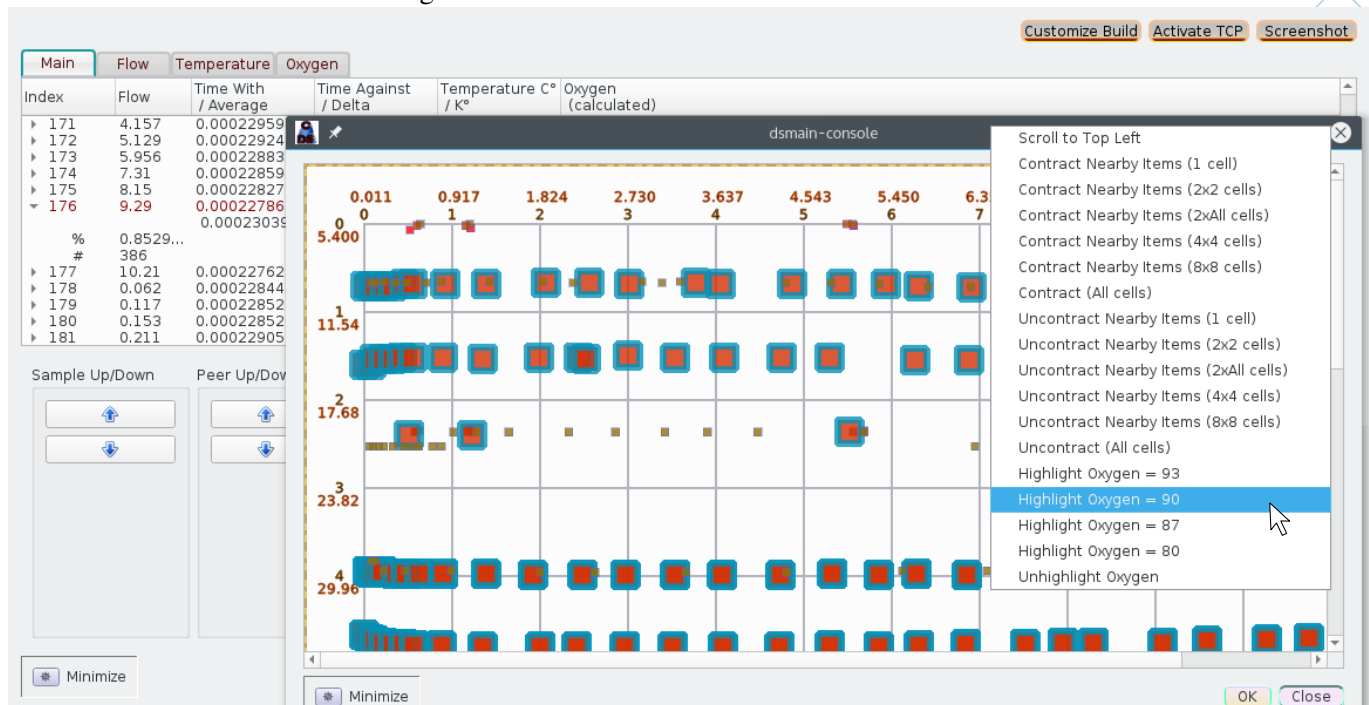 Customize Build Activate TCP Screenshot
Main Flow Temperature Oxygen
Index Flow Time With / Average Time Against / Delta Temperature C° / K° Oxygen (calculated)
171 4.157 0.00022959
172 5.129 0.00022924
173 5.956 0.00022883
174 7.31 0.00022859
175 8.15 0.00022827
176 9.29 0.00022786
0.00023039
% 0.8529...
# 386
177 10.21 0.00022762
178 0.062 0.00022844
179 0.117 0.00022852
180 0.153 0.00022852
181 0.211 0.00022905
Sample Up/Down Peer Up/Dov
Minimize
dsmain-console
0.011 0.917 1.824 2.730 3.637 4.543 5.450 6.3
0 1 2 3 4 5 6 7
0
5.400
1
11.54
2
17.68
3
23.82
4
29.96
Minimize
OK Close
Scroll to Top Left
Contract Nearby Items (1 cell)
Contract Nearby Items (2x2 cells)
Contract Nearby Items (2xAll cells)
Contract Nearby Items (4x4 cells)
Contract Nearby Items (8x8 cells)
Contract (All cells)
Uncontract Nearby Items (1 cell)
Uncontract Nearby Items (2x2 cells)
Uncontract Nearby Items (2xAll cells)
Uncontract Nearby Items (4x4 cells)
Uncontract Nearby Items (8x8 cells)
Uncontract (All cells)
Highlight Oxygen = 93
Highlight Oxygen = 90
Highlight Oxygen = 87
Highlight Oxygen = 80
Unhighlight Oxygen